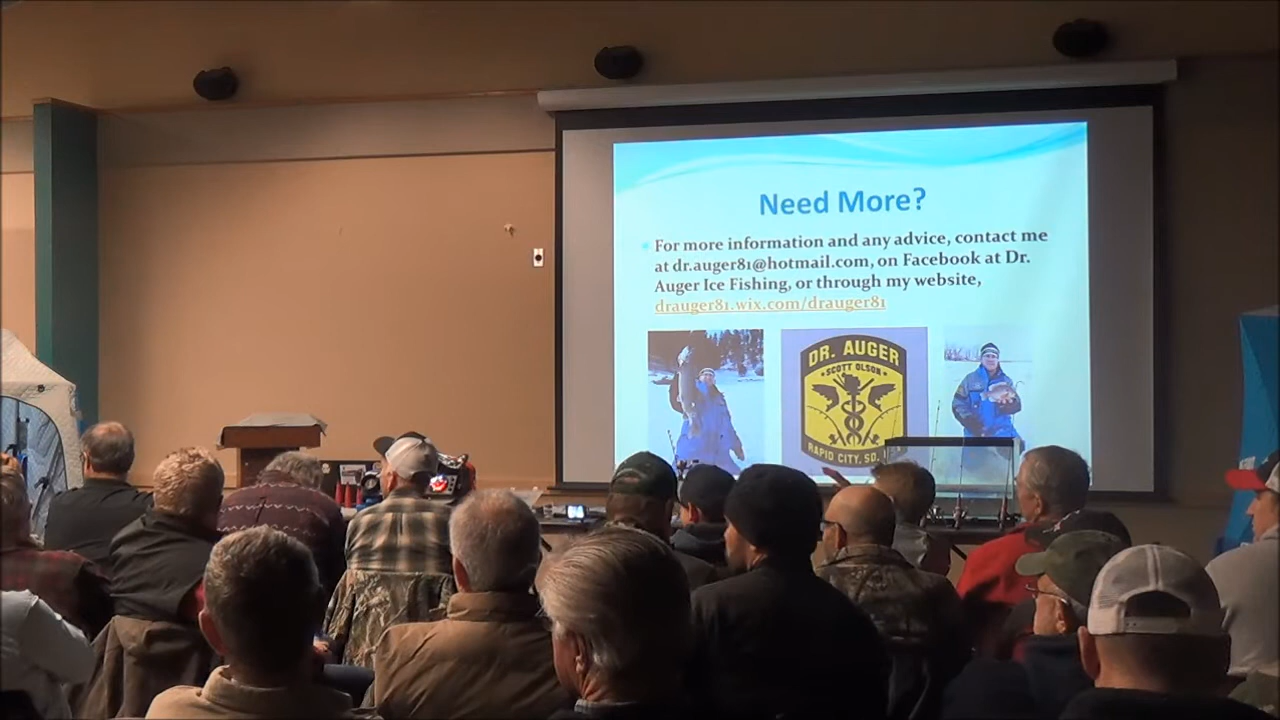 Need More?
For more information and any advice, contact me
at dr.auger81@hotmail.com, on Facebook at Dr.
Auger Ice Fishing, or through my website,
drauger81.wix.com/drauger81
DR. AUGER
SCOTT OLSON
RAPID CITY, SD.